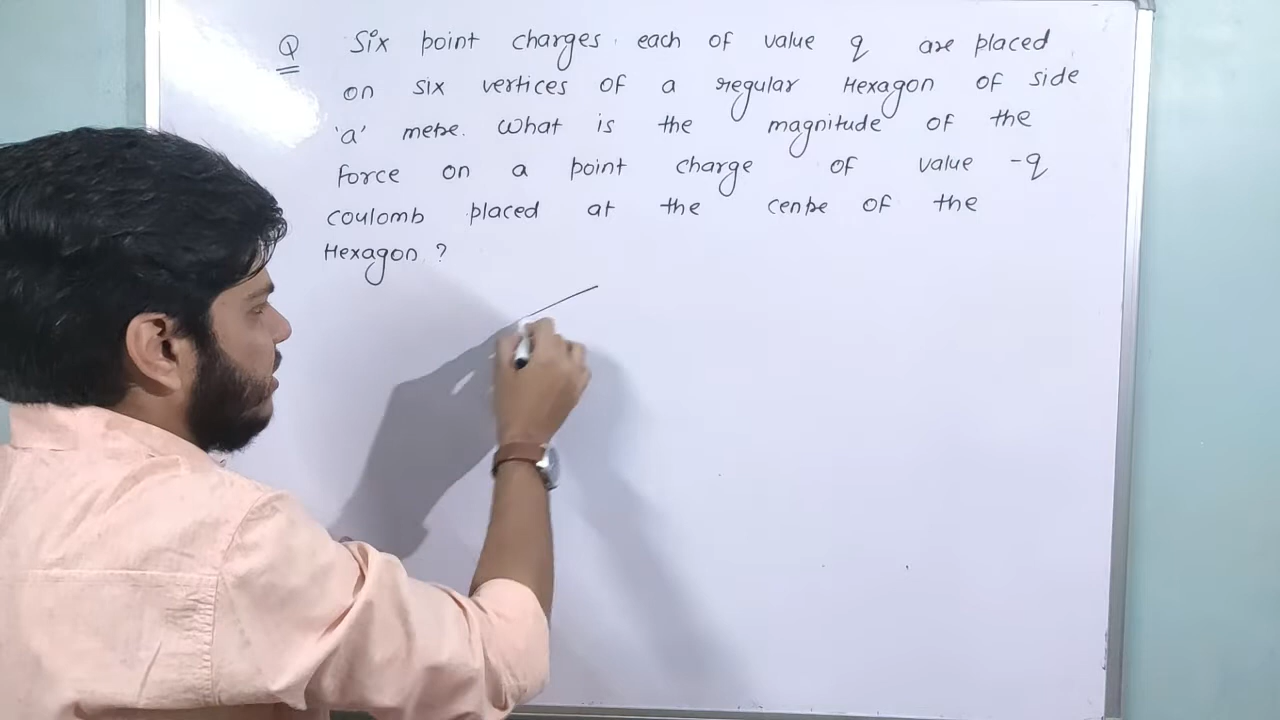 Q Six point charges each of value q are placed
on six vertices of a regular Hexagon of side
'a' metre. What is the magnitude of the
Force on a point charge of value -q
coulomb placed at the centre of the
Hexagon ?